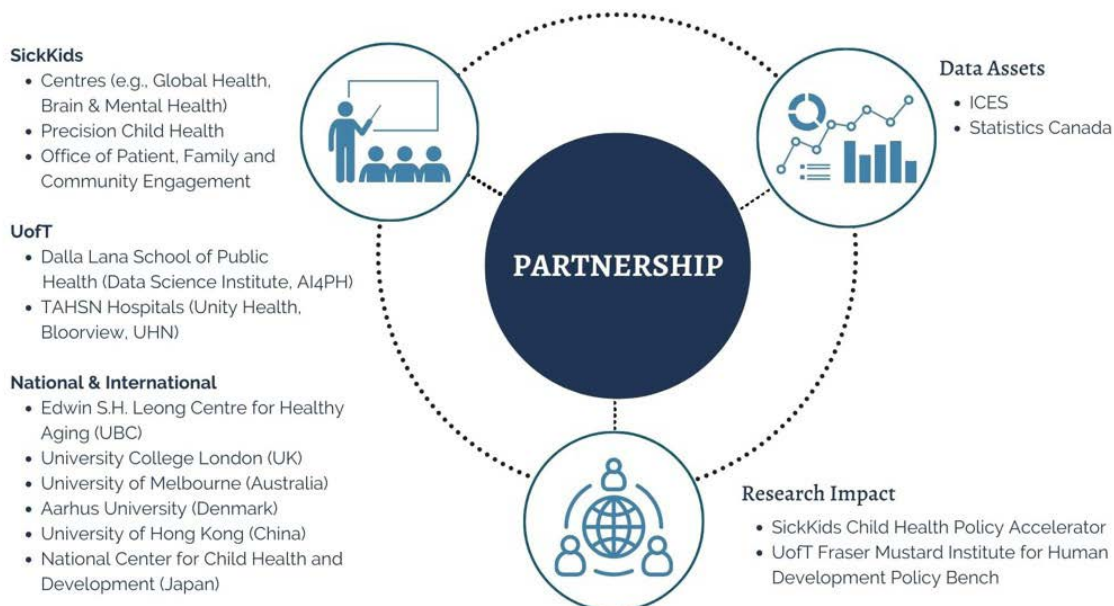 SickKids
• Centres (e.g., Global Health,
Brain & Mental Health)
• Precision Child Health
• Office of Patient, Family and
Community Engagement
UofT
• Dalla Lana School of Public
Health (Data Science Institute, AI4PH)
• TAHSN Hospitals (Unity Health,
Bloorview, UHN)
National & International
• Edwin S.H. Leong Centre for Healthy
Aging (UBC)
• University College London (UK)
• University of Melbourne (Australia)
• Aarhus University (Denmark)
• University of Hong Kong (China)
• National Center for Child Health and
Development (Japan)
PARTNERSHIP
Data Assets
• ICES
• Statistics Canada
Research Impact
• SickKids Child Health Policy Accelerator
• UofT Fraser Mustard Institute for Human
Development Policy Bench